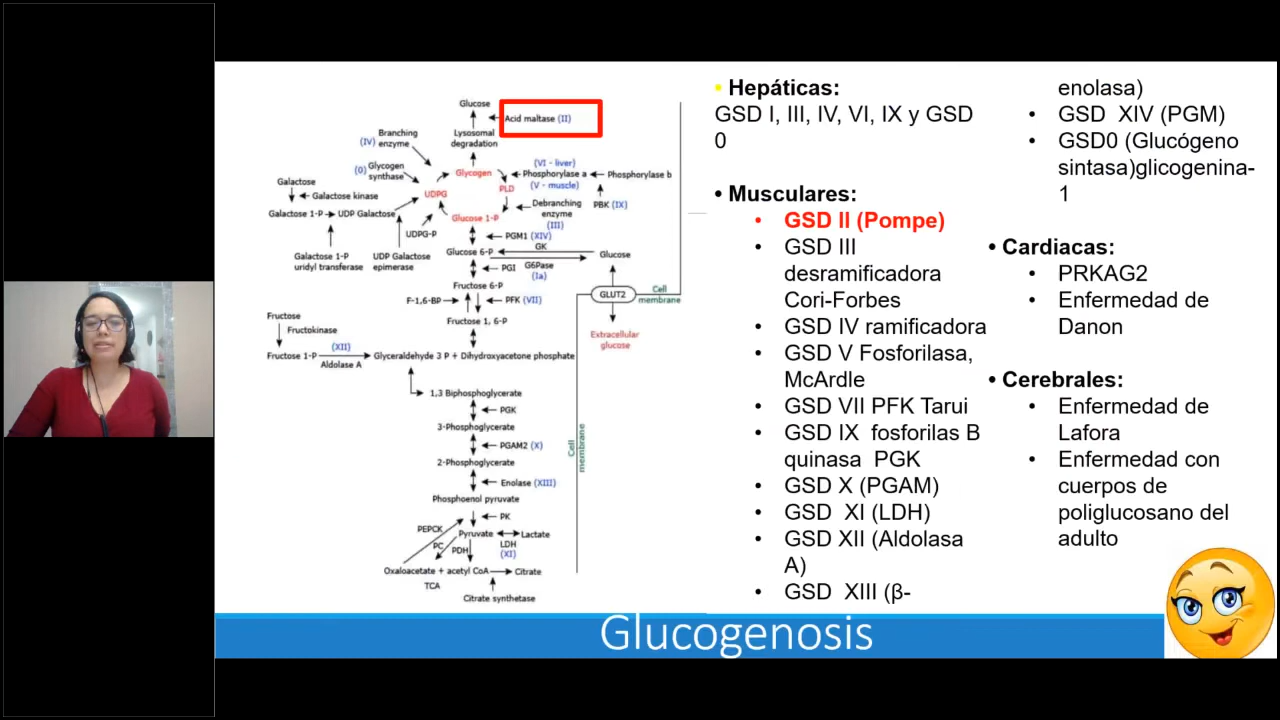 Glucose
Acid maltase (II)
Branching
enzyme
(IV)
Lysosomal
degradation
(0) Glycogen
synthase
Glycogen
(VI - liver)
Phosphorylase a
(V - muscle)
Phosphorylase b
Galactose
Galactose kinase
UDPG
PLD
PBK (IX)
Debranching
enzyme
(III)
Galactose 1-P
UDP Galactose
Glucose 1-P
UDPG-P
PGM1 (XIV)
GK
Glucose 6-P
Glucose
Galactose 1-P
uridyl transferase
UDP Galactose
epimerase
PGI
G6Pase
(Ia)
Fructose 6-P
GLUT2
Cell
membrane
F-1,6-BP
PFK (VII)
Fructose
Fructose 1, 6-P
Extracellular
glucose
Fructokinase
(XII)
Fructose 1-P
Aldolase A
Glyceraldehyde 3 P + Dihydroxyacetone phosphate
1,3 Biphosphoglycerate
PGK
3-Phosphoglycerate
PGAM2 (X)
Cell
membrane
2-Phosphoglycerate
Enolase (XIII)
Phosphoenol pyruvate
PK
PEPCK
Pyruvate
Lactate
PC
PDH
LDH
(XI)
Oxaloacetate + acetyl CoA
Citrate
TCA
Citrate synthetase
• Hepáticas:
GSD I, III, IV, VI, IX y GSD
0
• Musculares:
• GSD II (Pompe)
• GSD III
desramificadora
Cori-Forbes
• GSD IV ramificadora
• GSD V Fosforilasa,
McArdle
• GSD VII PFK Tarui
• GSD IX fosforilas B
quinasa PGK
• GSD X (PGAM)
• GSD XI (LDH)
• GSD XII (Aldolasa
A)
• GSD XIII (β-
enolasa)
• GSD XIV (PGM)
• GSD0 (Glucógeno
sintasa)glicogenina-
1
• Cardiacas:
• PRKAG2
• Enfermedad de
Danon
• Cerebrales:
• Enfermedad de
Lafora
• Enfermedad con
cuerpos de
poliglucosano del
adulto
Glucogenosis